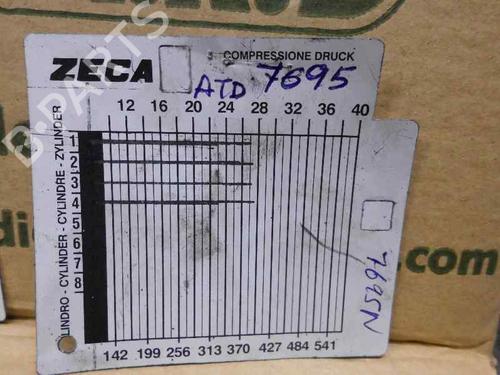 ZECA
COMPRESSIONE DRUCK
ATD 7695
12 16 20 24 28 32 36 40
CILINDRO - CYLINDER - CYLINDRE - ZYLINDER
1
2
3
4
5
6
7
8
7695N
142 199 256 313 370 427 484 541
B-PARTS
.com